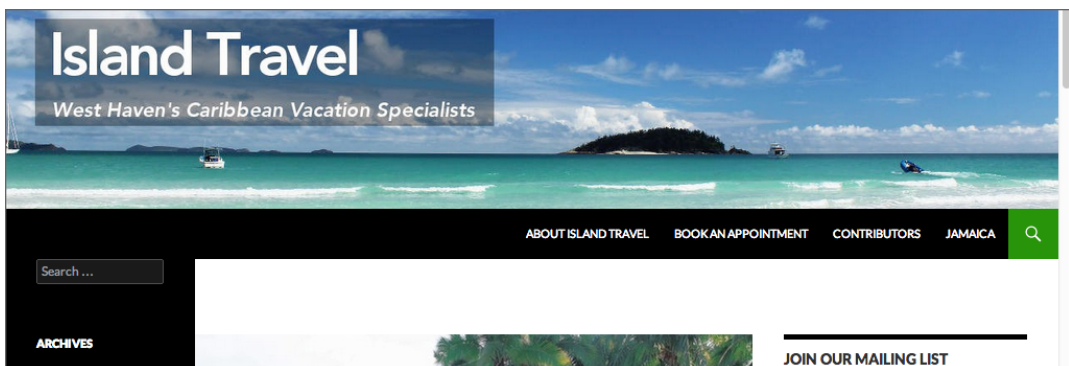 Island Travel
West Haven's Caribbean Vacation Specialists
ABOUT ISLAND TRAVEL BOOK AN APPOINTMENT CONTRIBUTORS JAMAICA
Search ...
ARCHIVES
JOIN OUR MAILING LIST